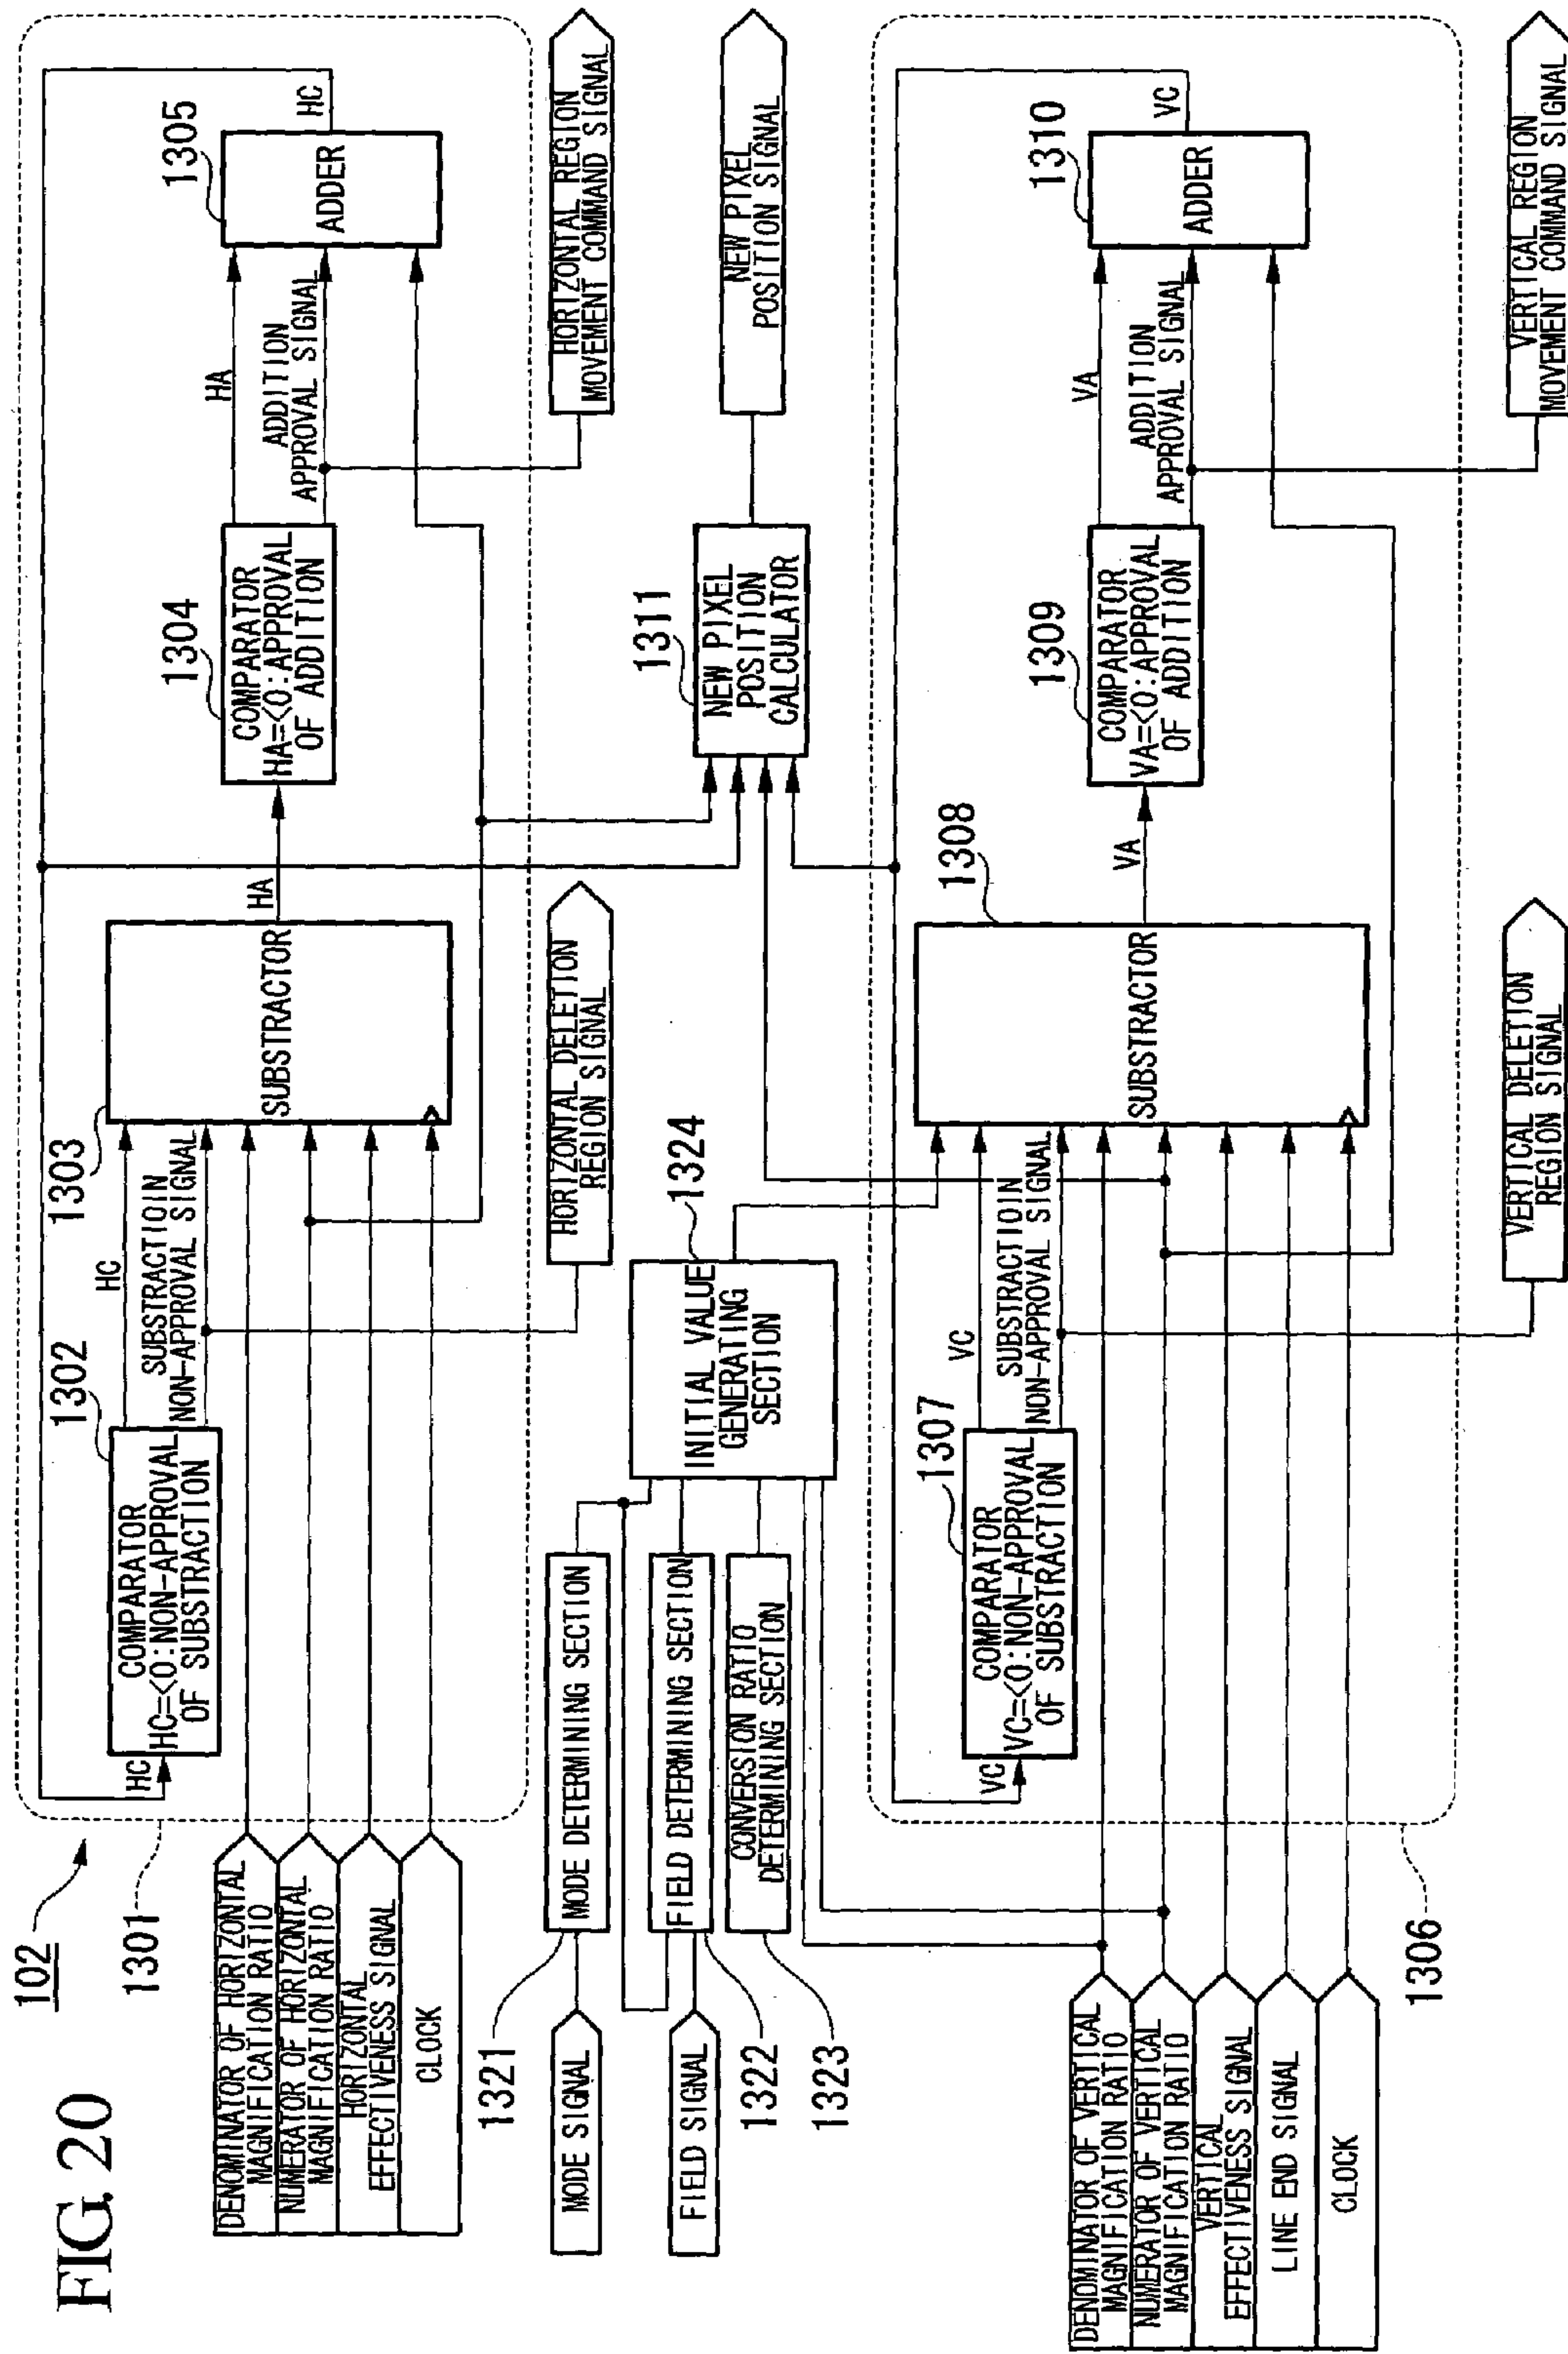 FIG. 20
102
1301
DENOMINATOR OF HORIZONTAL
MAGNIFICATION RATIO
NUMERATOR OF HORIZONTAL
MAGNIFICATION RATIO
HORIZONTAL
EFFECTIVENESS SIGNAL
CLOCK
HC
COMPARATOR
HC=<0:NON-APPROVAL
OF SUBSTRACTION
1302
HC
SUBSTRACTOIN
NON-APPROVAL SIGNAL
1303
SUBSTRACTOR
HA
COMPARATOR
HA=<0:APPROVAL
OF ADDITION
1304
HA
ADDITION
APPROVAL SIGNAL
1305
ADDER
HC
HORIZONTAL DELETION
REGION SIGNAL
HORIZONTAL REGION
MOVEMENT COMMAND SIGNAL
1321
MODE SIGNAL
MODE DETERMINING SECTION
FIELD SIGNAL
FIELD DETERMINING SECTION
1322
CONVERSION RATIO
DETERMINING SECTION
1323
INITIAL VALUE
GENERATING
SECTION
1324
1311
NEW PIXEL
POSITION
CALCULATOR
NEW PIXEL
POSITION SIGNAL
DENOMINATOR OF VERTICAL
MAGNIFICATION RATIO
NUMERATOR OF VERTICAL
MAGNIFICATION RATIO
VERTICAL
EFFECTIVENESS SIGNAL
LINE END SIGNAL
CLOCK
1306
VC
COMPARATOR
VC=<0:NON-APPROVAL
OF SUBSTRACTION
1307
VC
SUBSTRACTOIN
NON-APPROVAL SIGNAL
1308
SUBSTRACTOR
VA
COMPARATOR
VA=<0:APPROVAL
OF ADDITION
1309
VA
ADDITION
APPROVAL SIGNAL
1310
ADDER
VC
VERTICAL DELETION
REGION SIGNAL
VERTICAL REGION
MOVEMENT COMMAND SIGNAL